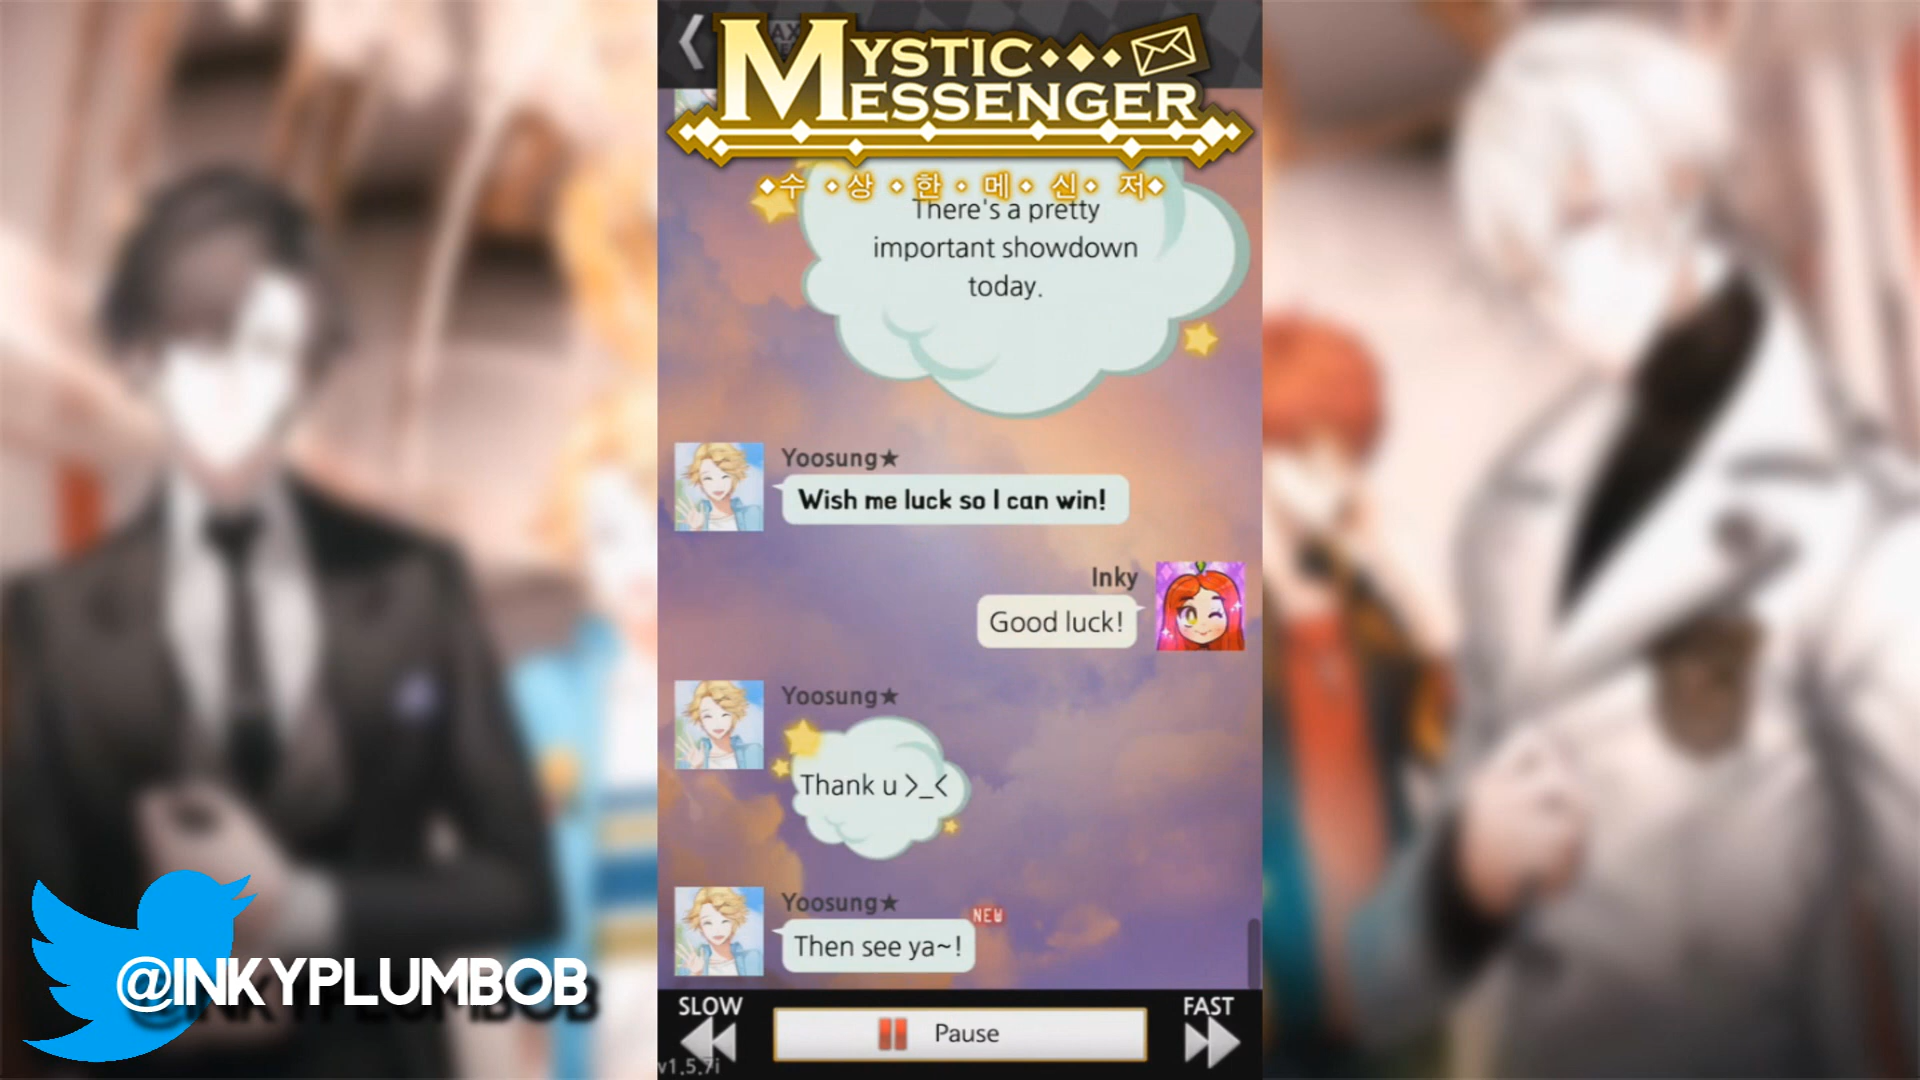 MYSTIC
MESSENGER
수상한메신저
There's a pretty
important showdown
today.
Yoosung★
Wish me luck so I can win!
Inky
Good luck!
Yoosung★
Thank u >_<
Yoosung★
NEW
Then see ya~!
@INKYPLUMBOB
SLOW
Pause
FAST
v1.5.7i